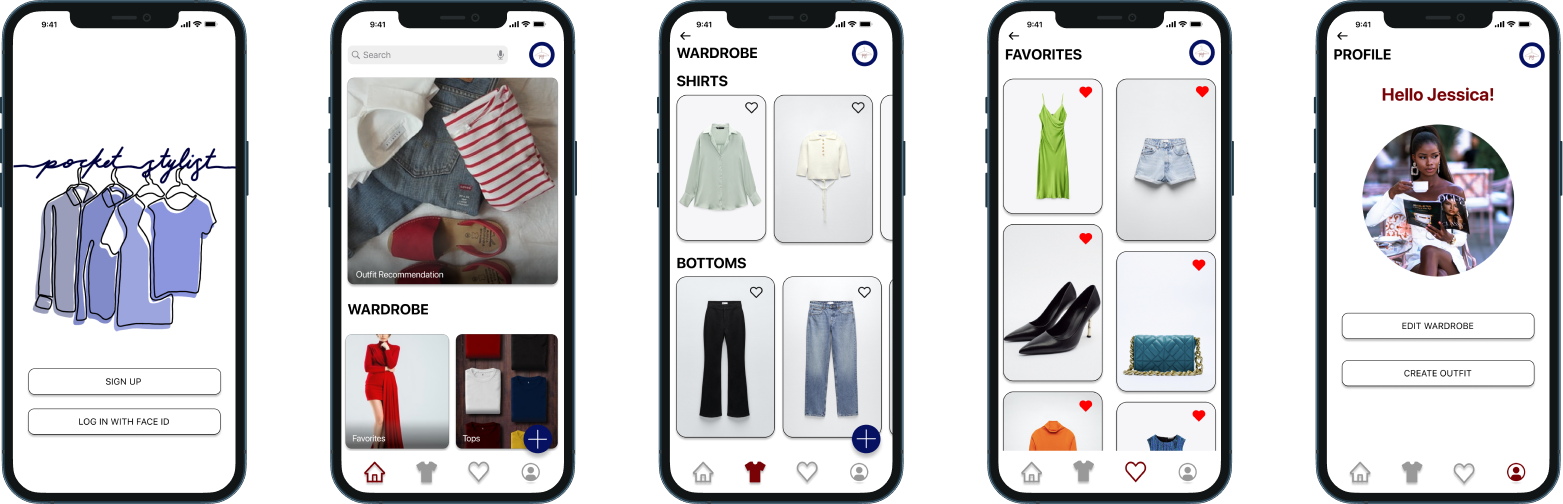 9:41
pocket stylist
SIGN UP
LOG IN WITH FACE ID
9:41
Search
Outfit Recommendation
WARDROBE
Favorites
Tops
9:41
WARDROBE
SHIRTS
BOTTOMS
9:41
FAVORITES
9:41
PROFILE
Hello Jessica!
VOGUE
EDIT WARDROBE
CREATE OUTFIT